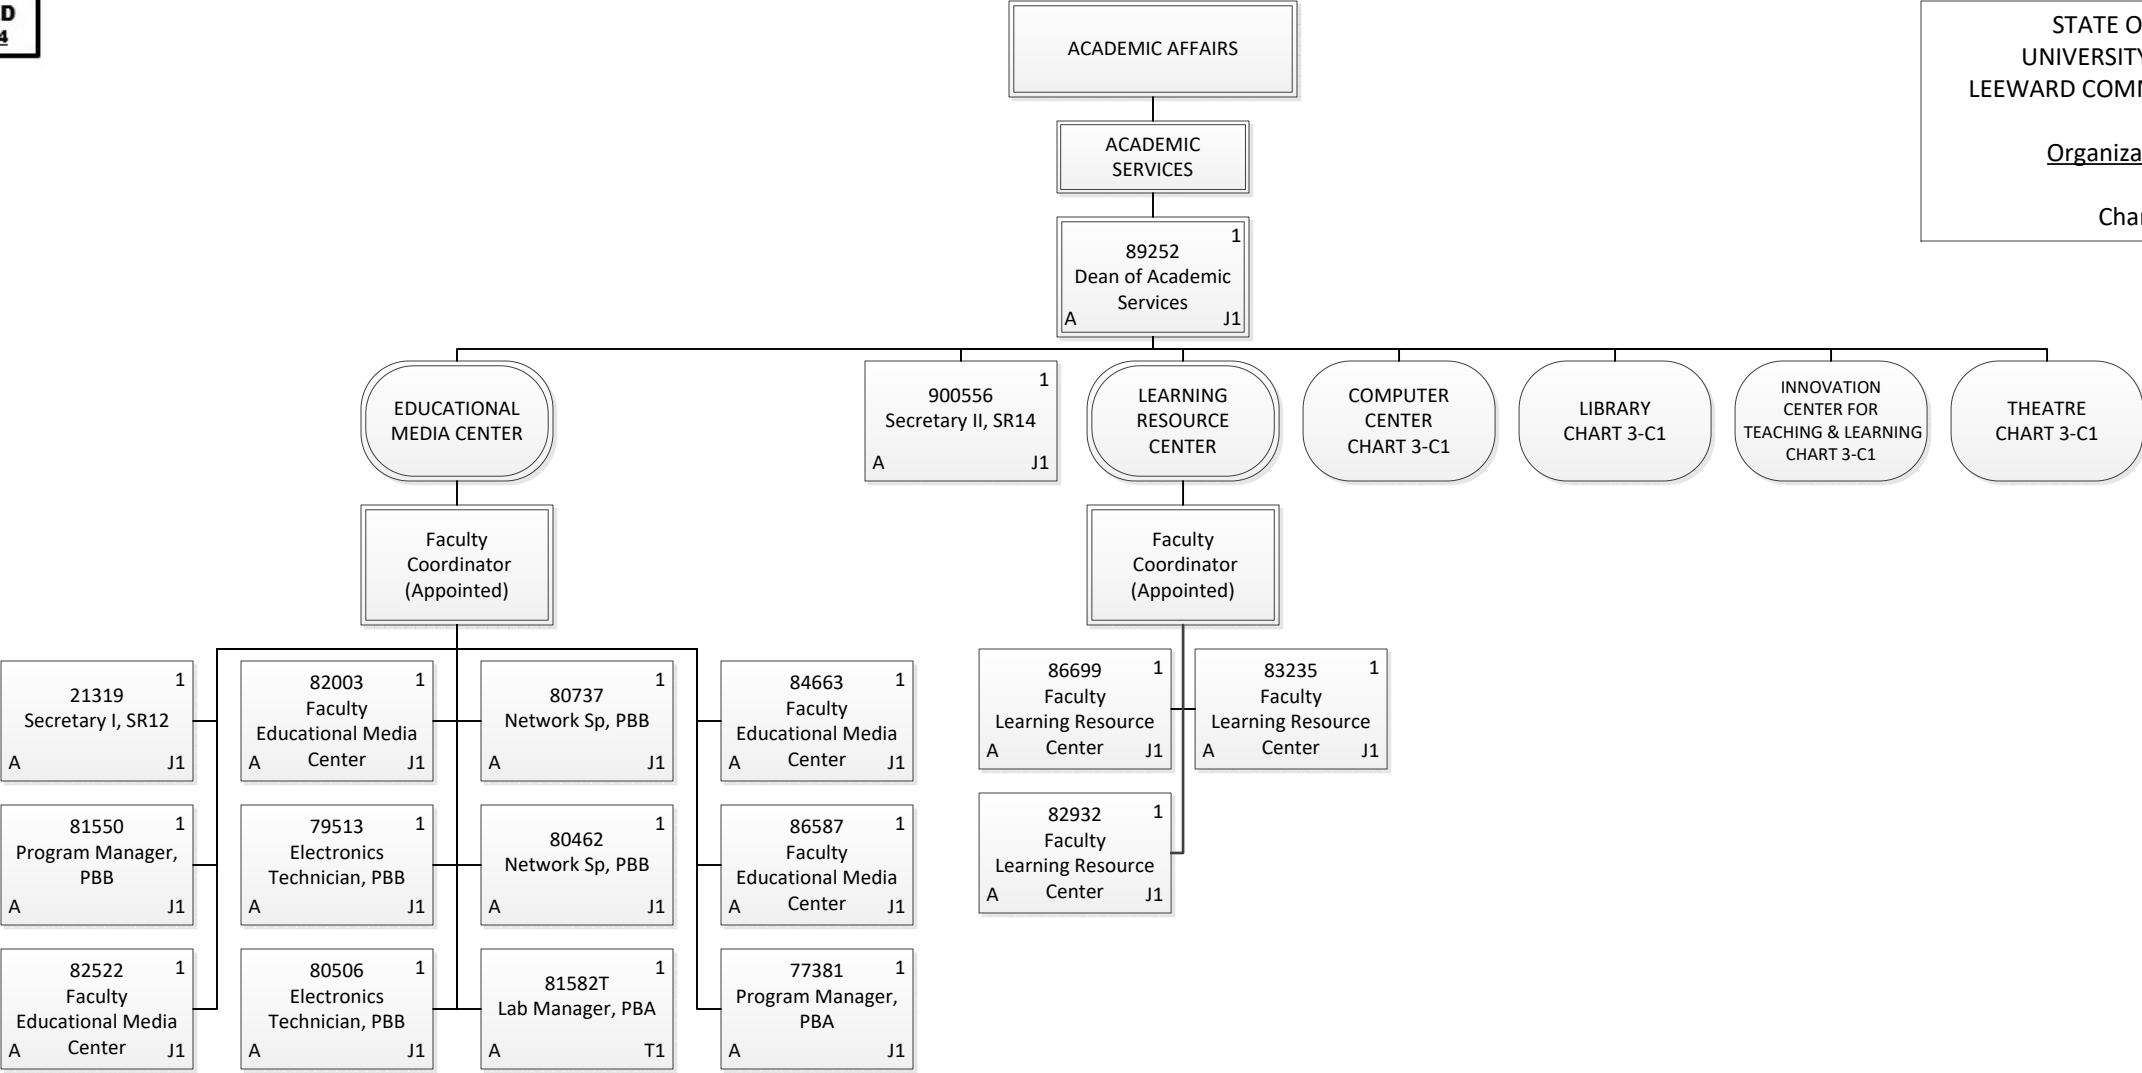 D
4
STATE O
UNIVERSITY
LEEWARD COMM
Organiza
Char
ACADEMIC AFFAIRS
ACADEMIC
SERVICES
1
89252
Dean of Academic
Services
A J1
EDUCATIONAL
MEDIA CENTER
1
900556
Secretary II, SR14
A J1
LEARNING
RESOURCE
CENTER
COMPUTER
CENTER
CHART 3-C1
LIBRARY
CHART 3-C1
INNOVATION
CENTER FOR
TEACHING & LEARNING
CHART 3-C1
THEATRE
CHART 3-C1
Faculty
Coordinator
(Appointed)
Faculty
Coordinator
(Appointed)
21319 1
Secretary I, SR12
A J1
82003 1
Faculty
Educational Media
A Center J1
80737 1
Network Sp, PBB
A J1
84663 1
Faculty
Educational Media
A Center J1
86699 1
Faculty
Learning Resource
A Center J1
83235 1
Faculty
Learning Resource
A Center J1
81550 1
Program Manager,
PBB
A J1
79513 1
Electronics
Technician, PBB
A J1
80462 1
Network Sp, PBB
A J1
86587 1
Faculty
Educational Media
A Center J1
82932 1
Faculty
Learning Resource
A Center J1
82522 1
Faculty
Educational Media
A Center J1
80506 1
Electronics
Technician, PBB
A J1
81582T 1
Lab Manager, PBA
A T1
77381 1
Program Manager,
PBA
A J1